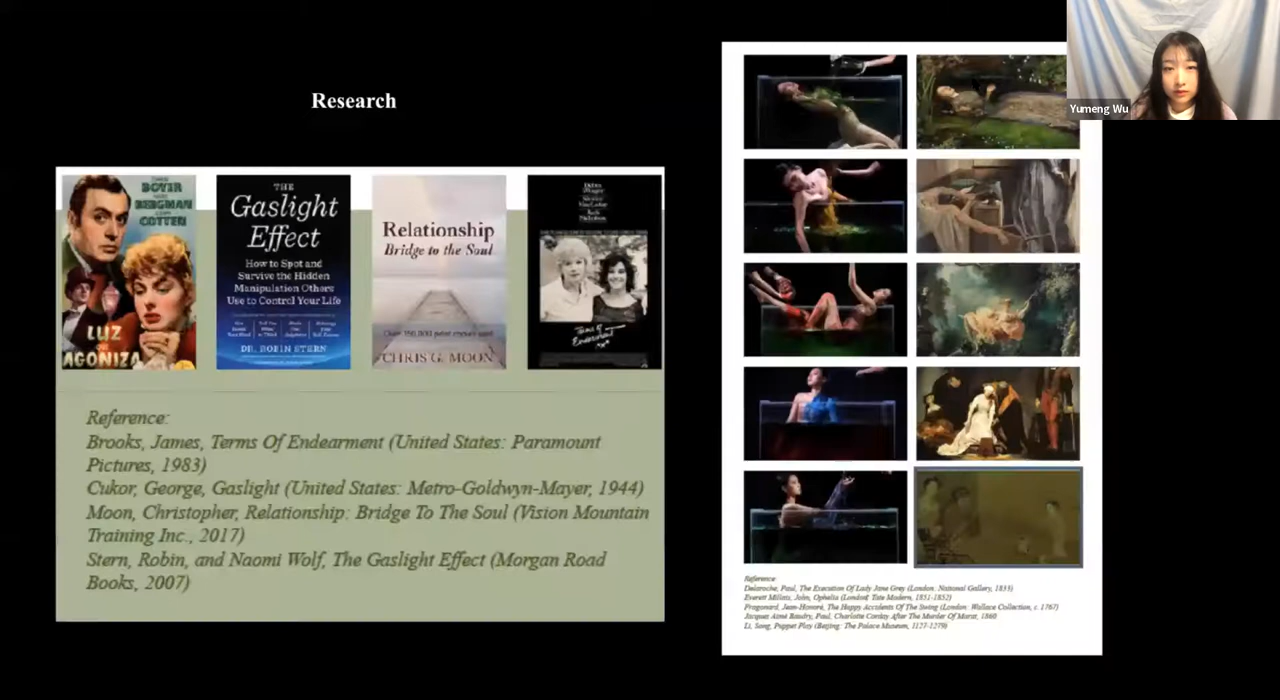 Research
BOYER
BERGMAN
COTTEN
LUZ
AGONIZA
THE
Gaslight
Effect
How to Spot and
Survive the Hidden
Manipulation Others
Use to Control Your Life
DR. ROBIN STERN
Relationship
Bridge to the Soul
CHRIS G. MOON
Debra
Winger
Shirley
MacLaine
Jack
Nicholson
Terms of
Endearment
Reference:
Brooks, James, Terms Of Endearment (United States: Paramount
Pictures, 1983)
Cukor, George, Gaslight (United States: Metro-Goldwyn-Mayer, 1944)
Moon, Christopher, Relationship: Bridge To The Soul (Vision Mountain
Training Inc., 2017)
Stern, Robin, and Naomi Wolf, The Gaslight Effect (Morgan Road
Books, 2007)
Yumeng Wu
Reference:
Delaroche, Paul, The Execution Of Lady Jane Grey (London: National Gallery, 1833)
Everett Millais, John, Ophelia (London: Tate Modern, 1851-1852)
Fragonard, Jean-Honoré, The Happy Accidents Of The Swing (London: Wallace Collection, c. 1767)
Jacques Aimé Baudry, Paul, Charlotte Corday After The Murder Of Marat, 1860
Li, Song, Puppet Play (Beijing: The Palace Museum, 1127-1279)